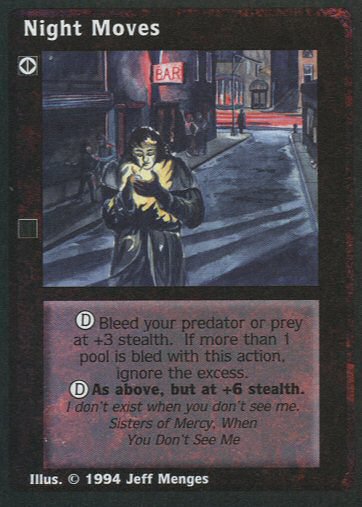 Night Moves
BAR
D Bleed your predator or prey
at +3 stealth. If more than 1
pool is bled with this action,
ignore the excess.
D As above, but at +6 stealth.
I don't exist when you don't see me.
Sisters of Mercy, When
You Don't See Me
Illus. © 1994 Jeff Menges